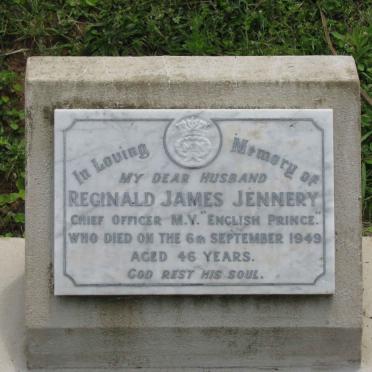 In Loving Memory of
MY DEAR HUSBAND
REGINALD JAMES JENNERY
CHIEF OFFICER M.V. "ENGLISH PRINCE."
WHO DIED ON THE 6TH SEPTEMBER 1949
AGED 46 YEARS.
GOD REST HIS SOUL.